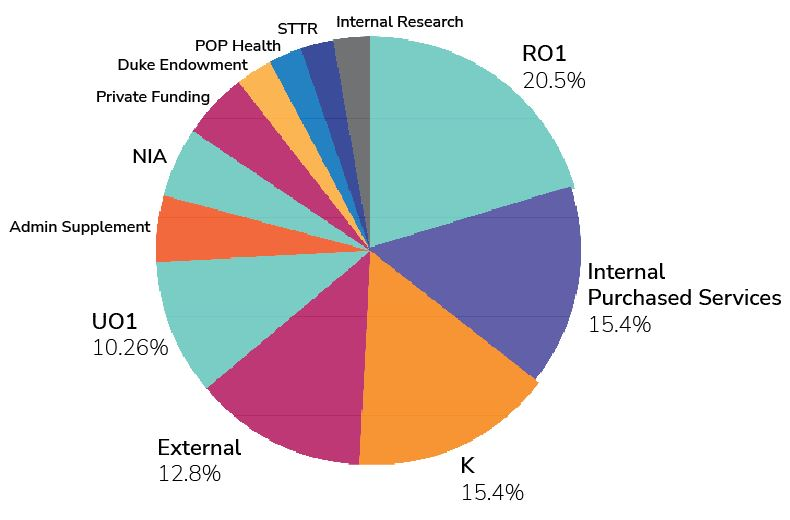 Internal Research
STTR
POP Health
Duke Endowment
Private Funding
NIA
Admin Supplement
UO1
10.26%
External
12.8%
K
15.4%
Internal
Purchased Services
15.4%
RO1
20.5%